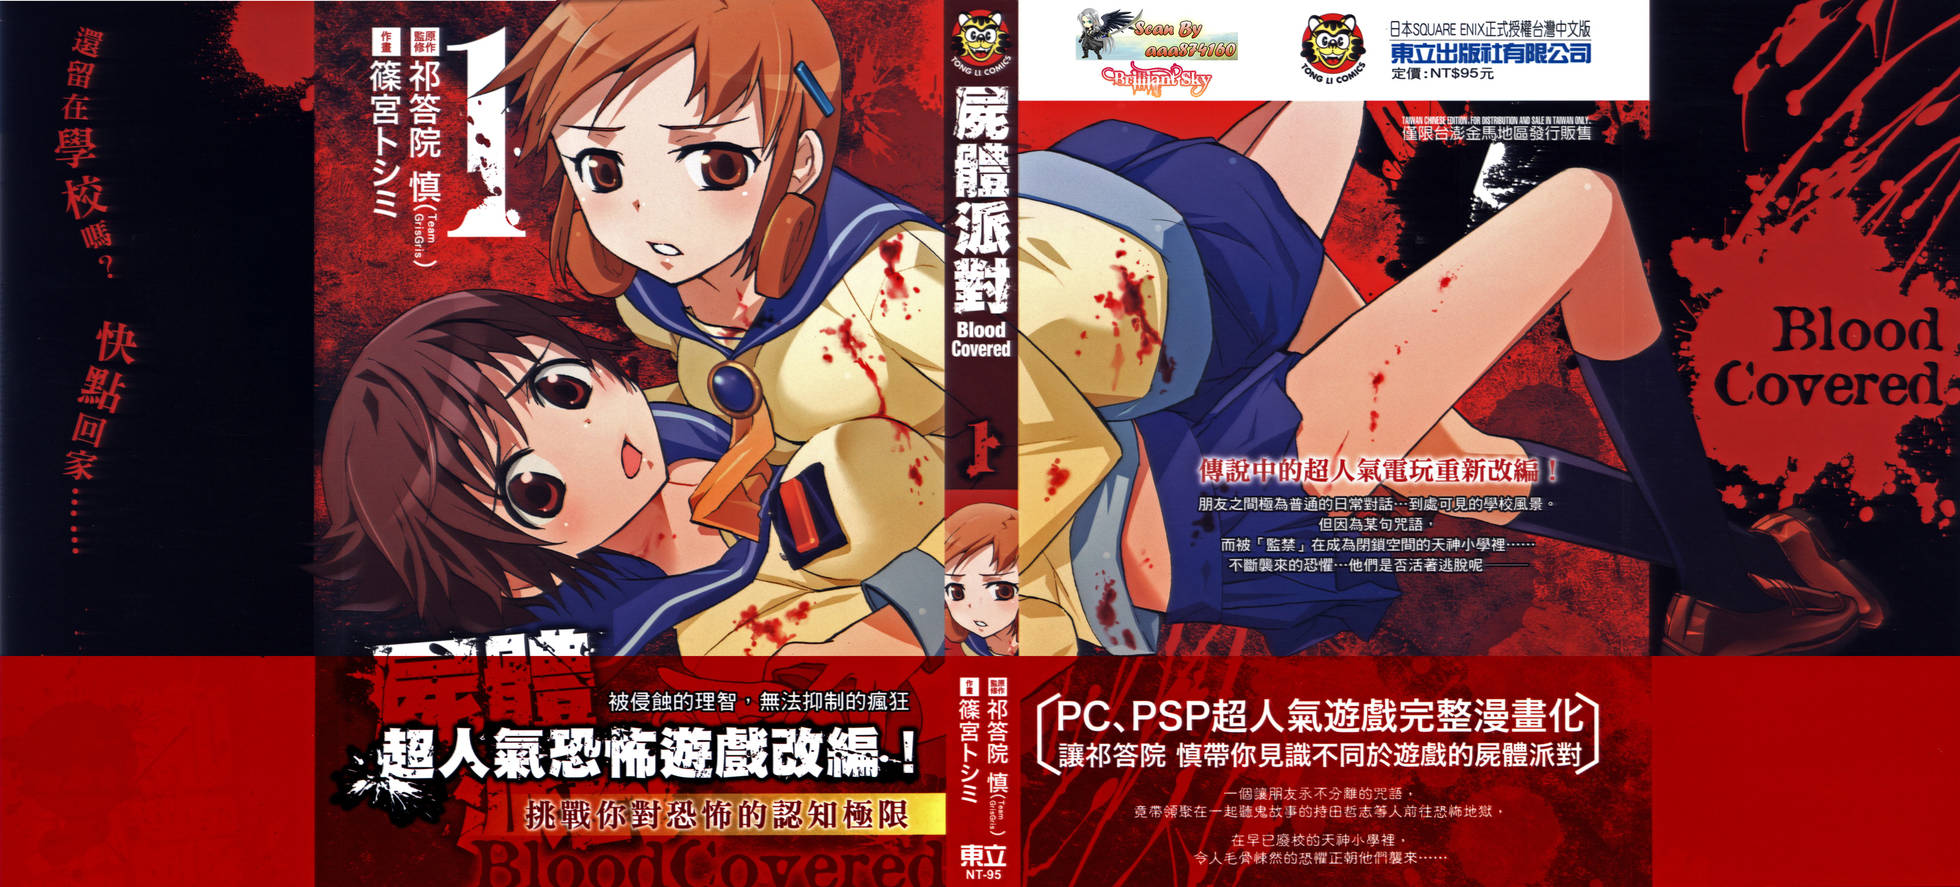 還留在學校嗎?
快點回家……
原作
監修
祁答院 慎(Team GrisGris)
作畫
篠宮トシミ
1
屍體
派對
被侵蝕的理智,無法抑制的瘋狂
超人氣恐怖遊戲改編!
挑戰你對恐怖的認知極限
BloodCovered
TONG LI COMICS
屍體派對
Blood
Covered
1
原作
監修
祁答院 慎(Team GrisGris)
作畫
篠宮トシミ
東立
NT-95
Scan By
aaa874160
Brilliant Sky
TONG LI COMICS
日本SQUARE ENIX正式授權台灣中文版
東立出版社有限公司
定價:NT$95元
TAIWAN CHINESE EDITION. FOR DISTRIBUTION AND SALE IN TAIWAN ONLY.
僅限台澎金馬地區發行販售
傳說中的超人氣電玩重新改編!
朋友之間極為普通的日常對話…到處可見的學校風景。
但因為某句咒語,
而被「監禁」在成為閉鎖空間的天神小學裡……
不斷襲來的恐懼…他們是否活著逃脫呢——
PC、PSP超人氣遊戲完整漫畫化
讓祁答院 慎帶你見識不同於遊戲的屍體派對
一個讓朋友永不分離的咒語,
竟帶領聚在一起聽鬼故事的持田哲志等人前往恐怖地獄,
在早已廢校的天神小學裡,
令人毛骨悚然的恐懼正朝他們襲來……
Blood
Covered